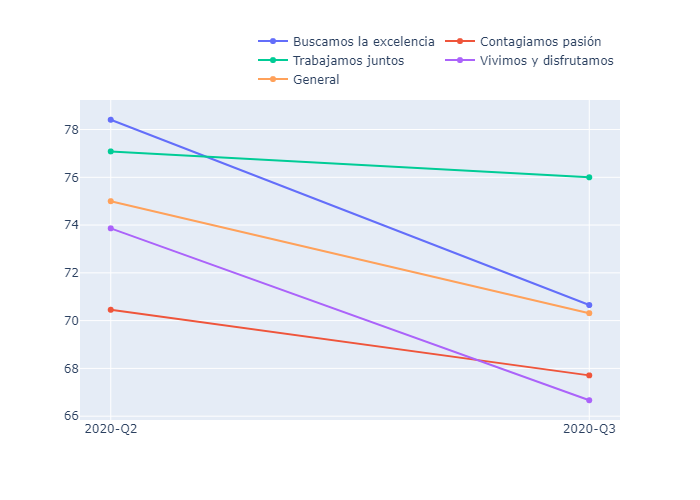 Buscamos la excelencia Contagiamos pasión
Trabajamos juntos Vivimos y disfrutamos
General
78
76
74
72
70
68
66
2020-Q2 2020-Q3